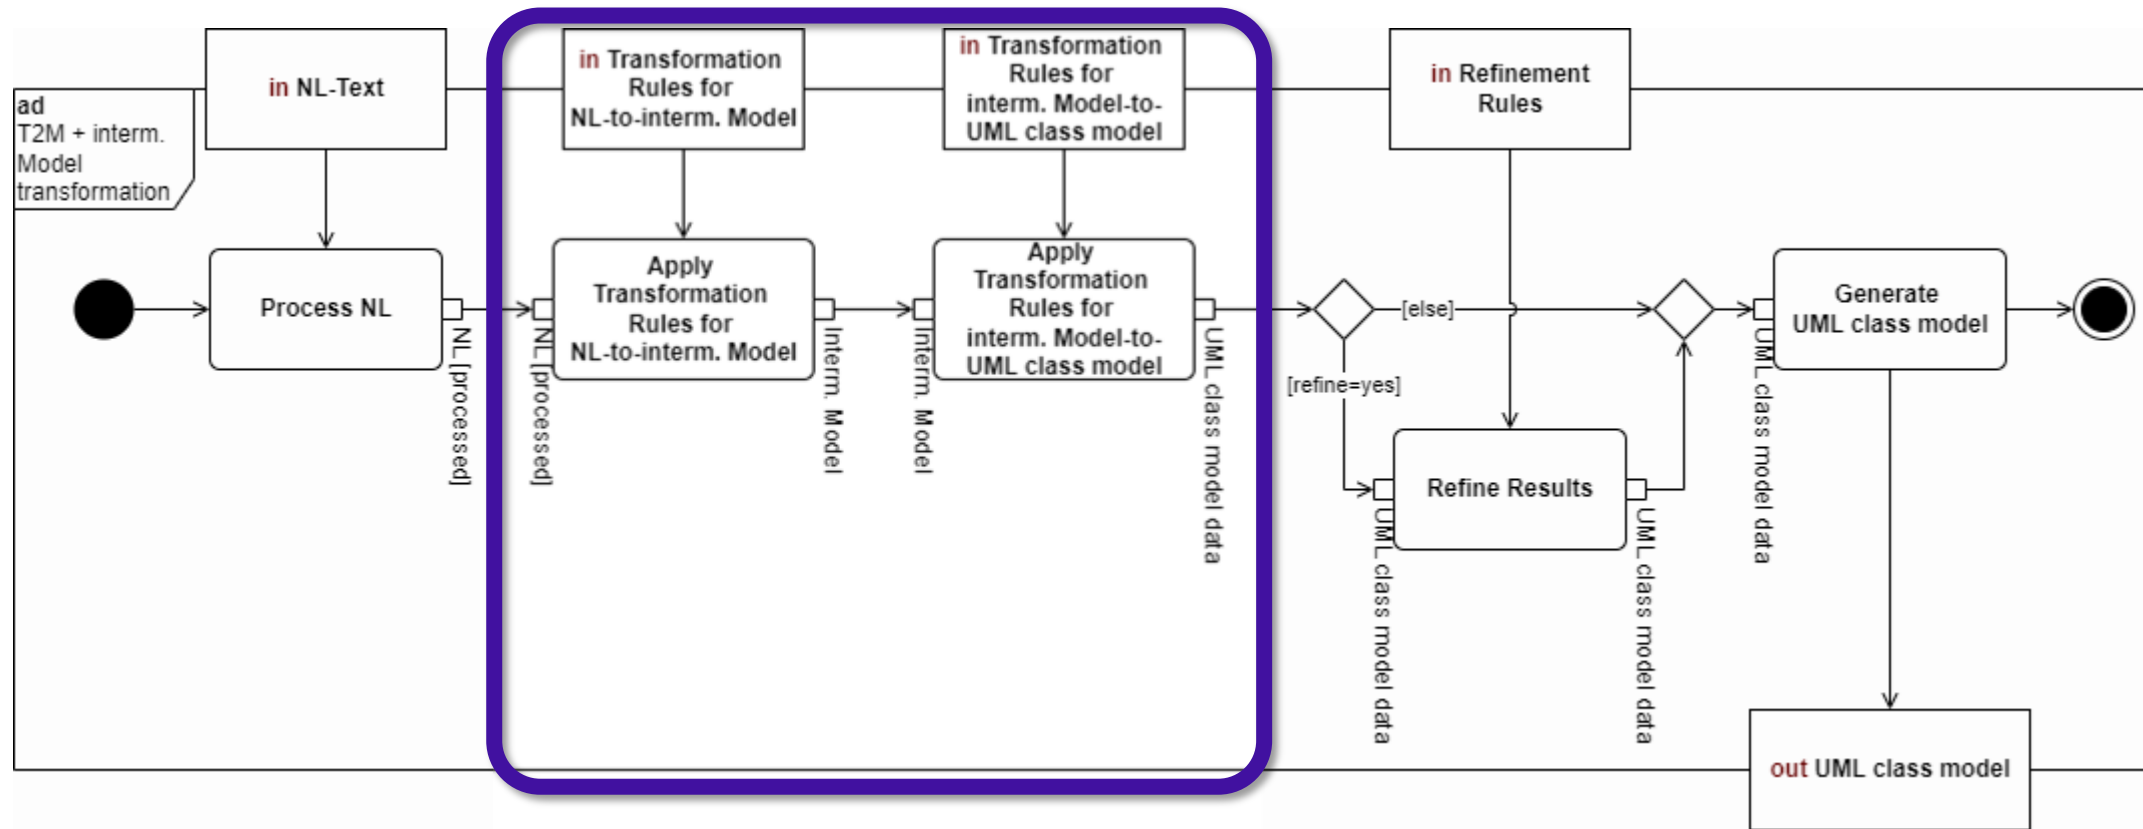 ad
T2M + interm.
Model
transformation
in NL-Text
in Transformation
Rules for
NL-to-interm. Model
in Transformation
Rules for
interm. Model-to-
UML class model
in Refinement
Rules
Process NL
NL[processed]
NL[processed]
Apply
Transformation
Rules for
NL-to-interm. Model
Interm. Model
Interm. Model
Apply
Transformation
Rules for
interm. Model-to-
UML class model
UML class model data
[else]
[refine=yes]
UML class model data
Refine Results
UML class model data
UML class model data
Generate
UML class model
out UML class model